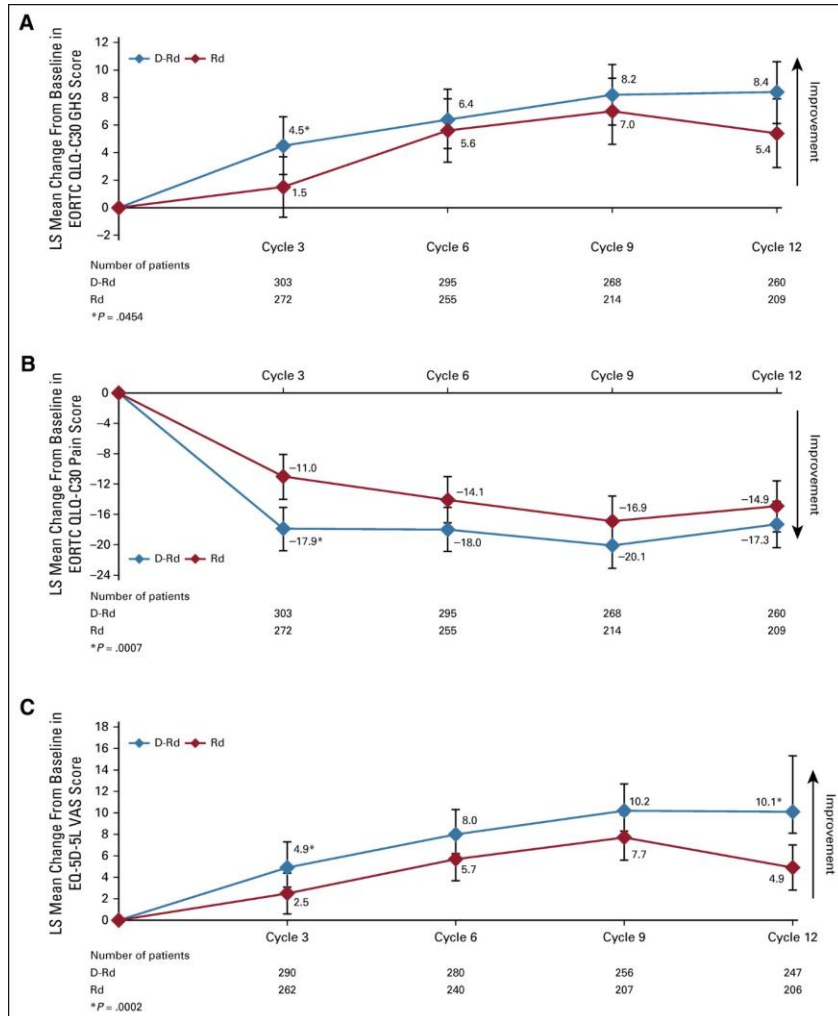 A
LS Mean Change From Baseline in
EORTC QLQ-C30 GHS Score
12
10
8
6
4
2
0
−2
D-Rd Rd
4.5*
1.5
6.4
5.6
8.2
7.0
8.4
5.4
Improvement
Cycle 3 Cycle 6 Cycle 9 Cycle 12
Number of patients
D-Rd 303 295 268 260
Rd 272 255 214 209
*P = .0454
B
LS Mean Change From Baseline in
EORTC QLQ-C30 Pain Score
Cycle 3 Cycle 6 Cycle 9 Cycle 12
0
−4
−8
−12
−16
−20
−24
−11.0
−17.9*
−14.1
−18.0
−16.9
−20.1
−14.9
−17.3
Improvement
D-Rd Rd
Number of patients
D-Rd 303 295 268 260
Rd 272 255 214 209
*P = .0007
C
LS Mean Change From Baseline in
EQ-5D-5L VAS Score
18
16
14
12
10
8
6
4
2
0
D-Rd Rd
4.9*
2.5
8.0
5.7
10.2
7.7
10.1*
4.9
Improvement
Cycle 3 Cycle 6 Cycle 9 Cycle 12
Number of patients
D-Rd 290 280 256 247
Rd 262 240 207 206
*P = .0002